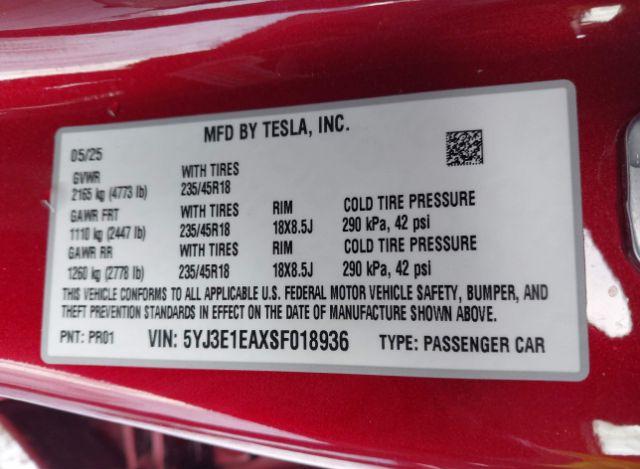 MFD BY TESLA, INC.
05/25
GVWR WITH TIRES
2165 kg (4773 lb) 235/45R18
GAWR FRT WITH TIRES RIM COLD TIRE PRESSURE
1110 kg (2447 lb) 235/45R18 18X8.5J 290 kPa, 42 psi
GAWR RR WITH TIRES RIM COLD TIRE PRESSURE
1260 kg (2778 lb) 235/45R18 18X8.5J 290 kPa, 42 psi
THIS VEHICLE CONFORMS TO ALL APPLICABLE U.S. FEDERAL MOTOR VEHICLE SAFETY, BUMPER, AND
THEFT PREVENTION STANDARDS IN EFFECT ON THE DATE OF MANUFACTURE SHOWN ABOVE.
PNT: PR01 VIN: 5YJ3E1EAXSF018936 TYPE: PASSENGER CAR